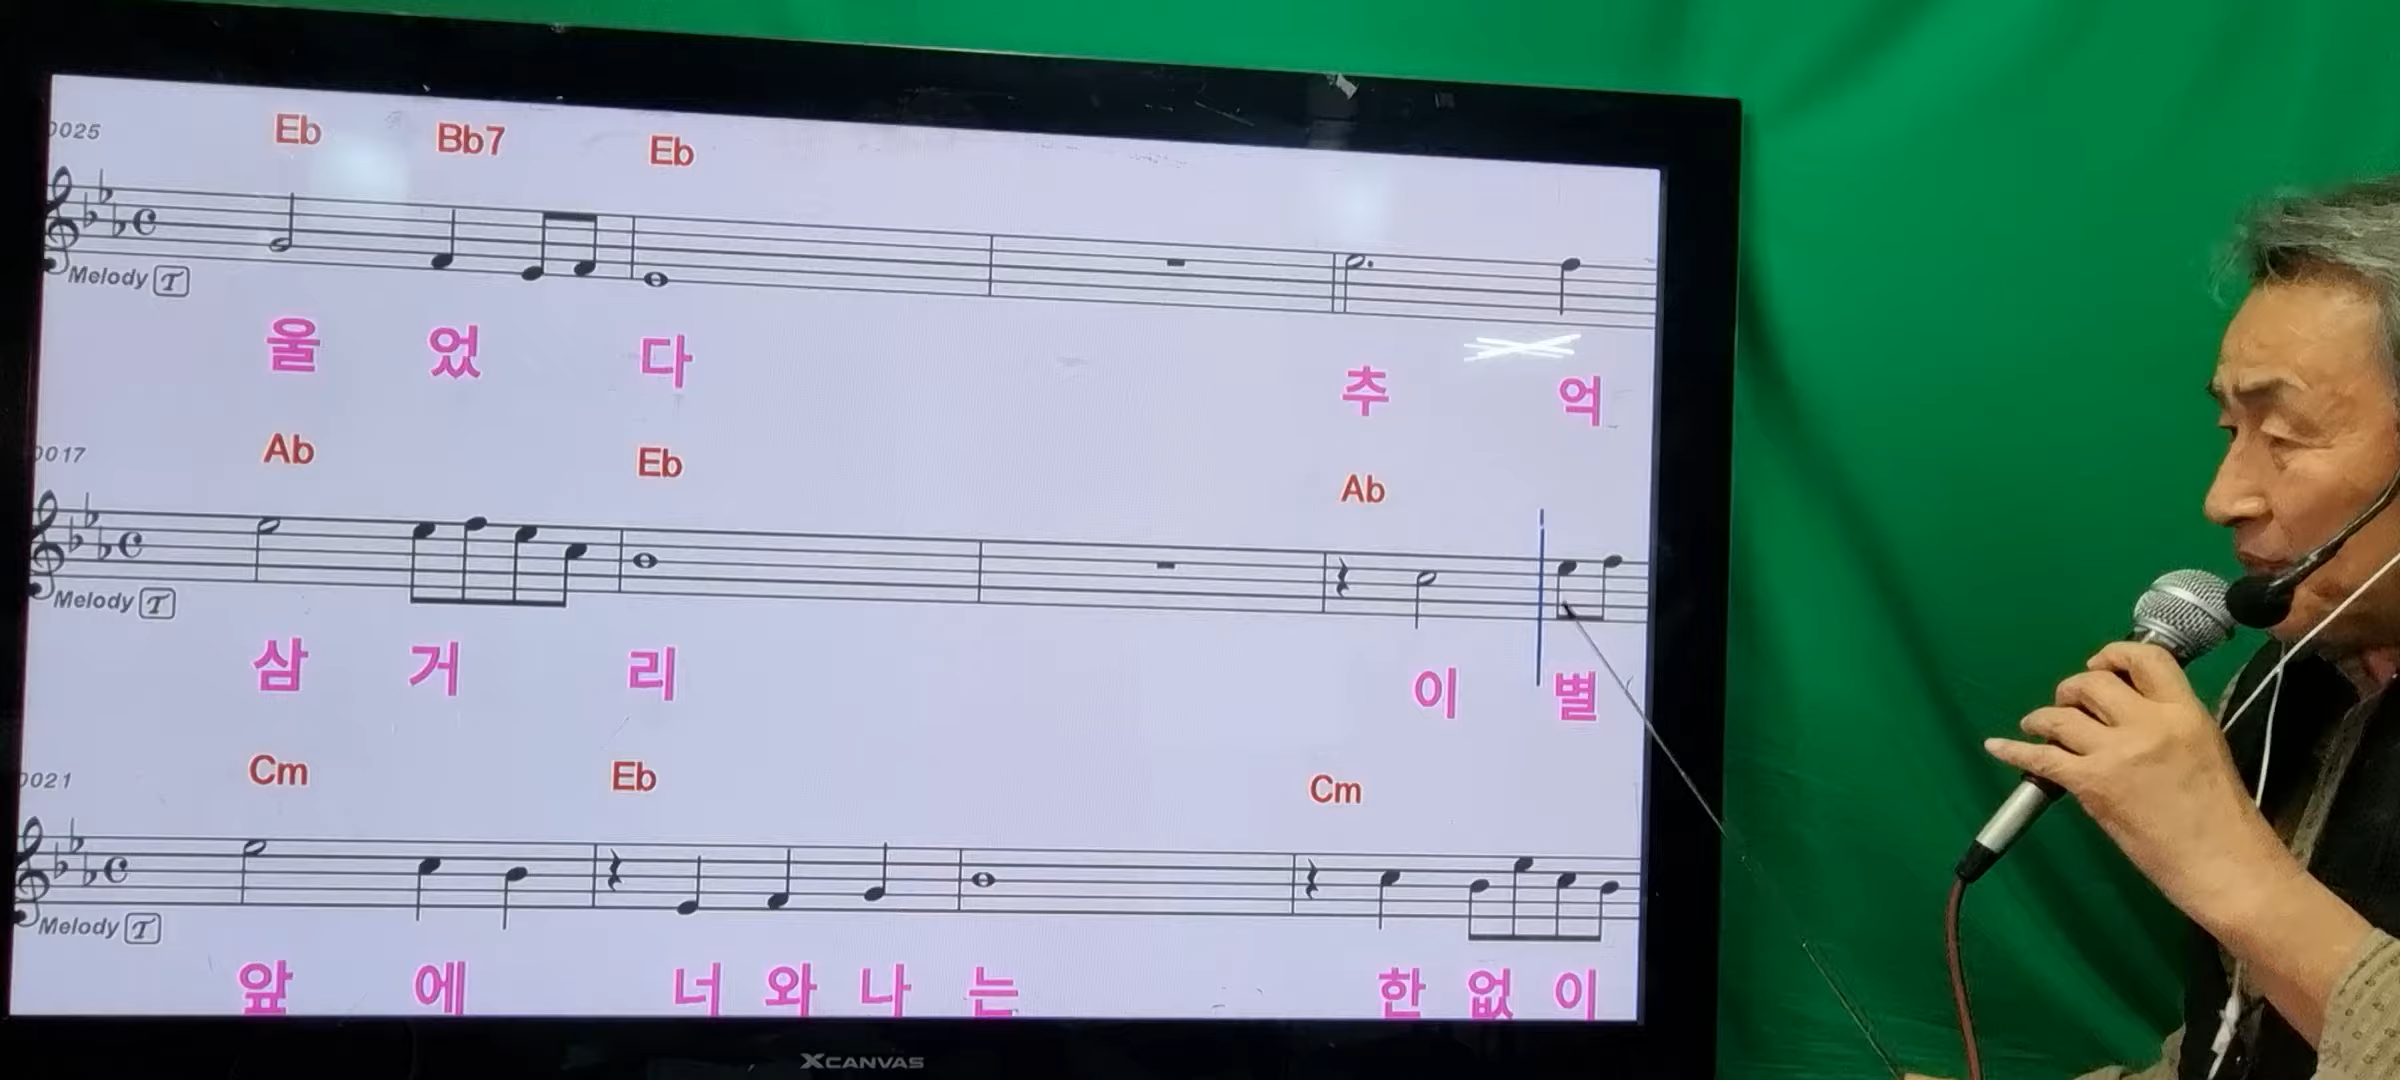 0025 Eb Bb7 Eb
Melody T
울 었 다 추 억
0017 Ab Eb Ab
Melody T
삼 거 리 이 별
0021 Cm Eb Cm
Melody T
앞 에 너 와 나 는 한 없 이
XCANVAS